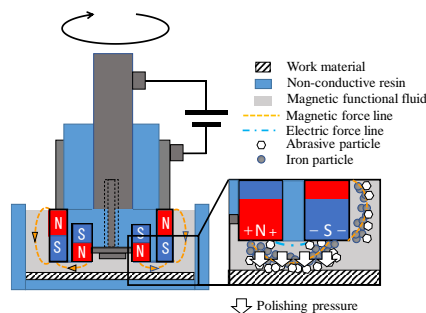 Work material
Non-conductive resin
Magnetic functional fluid
Magnetic force line
Electric force line
Abrasive particle
Iron particle
N
S
S
N
S
N
N
S
+N+
−S−
Polishing pressure